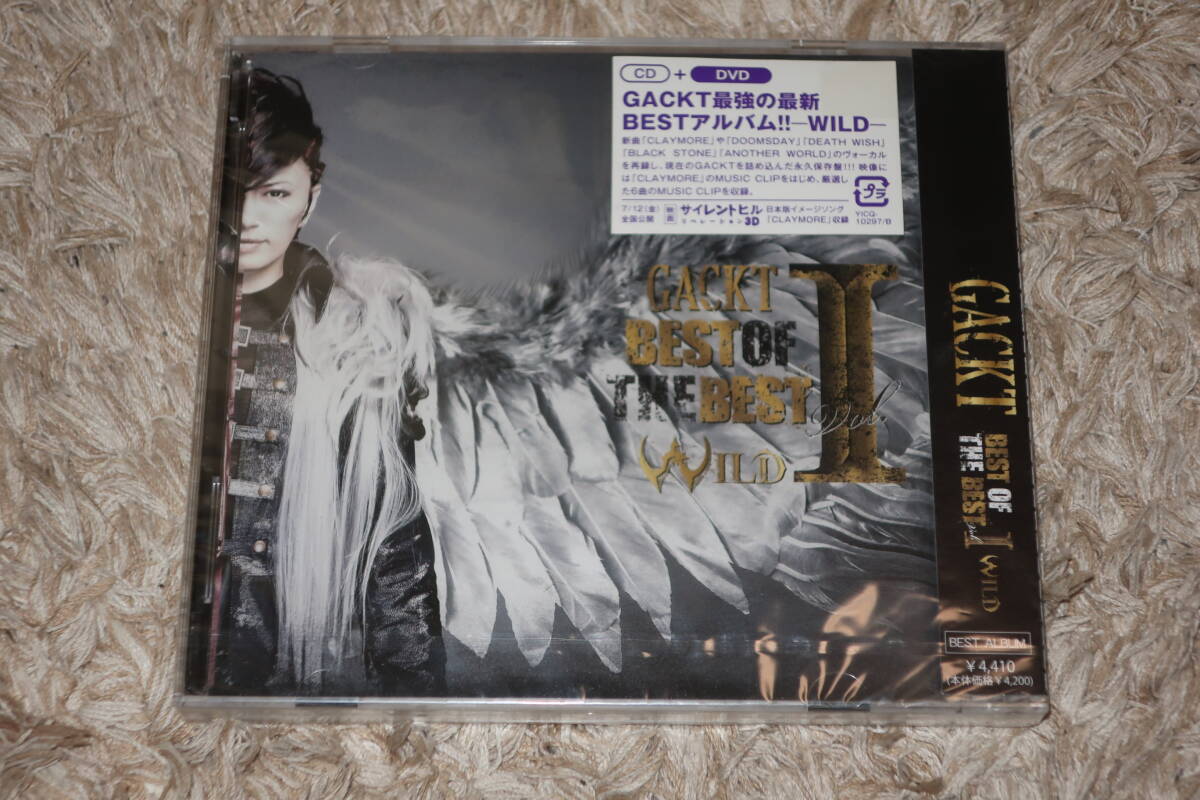 CD + DVD
GACKT最強の最新
BESTアルバム!!—WILD—
新曲「CLAYMORE」や「DOOMSDAY」「DEATH WISH」
「BLACK STONE」「ANOTHER WORLD」のヴォーカル
を再録し、現在のGACKTを詰め込んだ永久保存盤!!! 映像に
は「CLAYMORE」のMUSIC CLIPをはじめ、厳選し
た6曲のMUSIC CLIPを収録。
プラ
7/12(金) 映画 サイレントヒル 日本版イメージソング
全国公開 リベレーション3D 「CLAYMORE」収録
YICQ-
10297/B
GACKT
BEST OF
THE BEST
Vol. I
WILD
GACKT
BEST OF
THE BEST
vol. I
WILD
BEST ALBUM
¥4,410
(本体価格¥4,200)